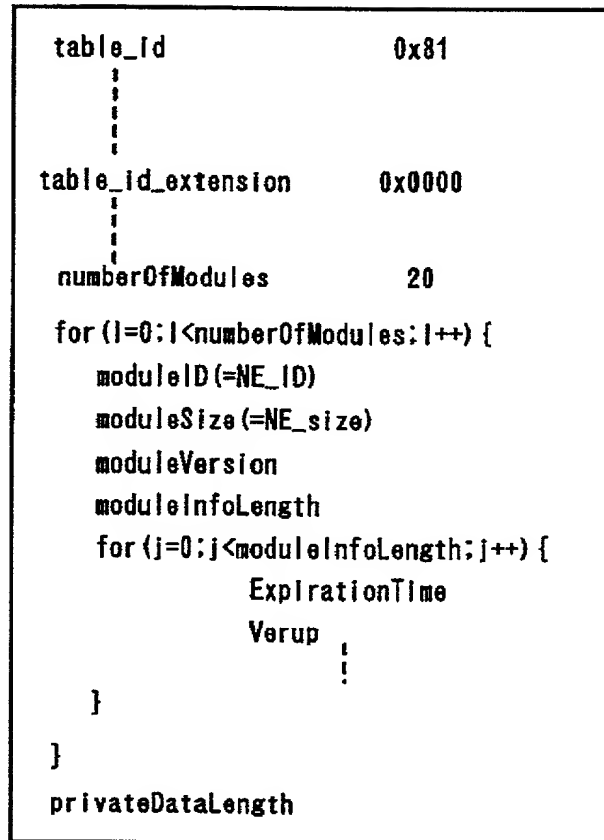 table_id 0x81
table_id_extension 0x0000
numberOfModules 20
for(i=0;i<numberOfModules;i++){
moduleID(=NE_ID)
moduleSize(=NE_size)
moduleVersion
moduleInfoLength
for(j=0;j<moduleInfoLength;j++){
ExpirationTime
Verup
}
}
privateDataLength